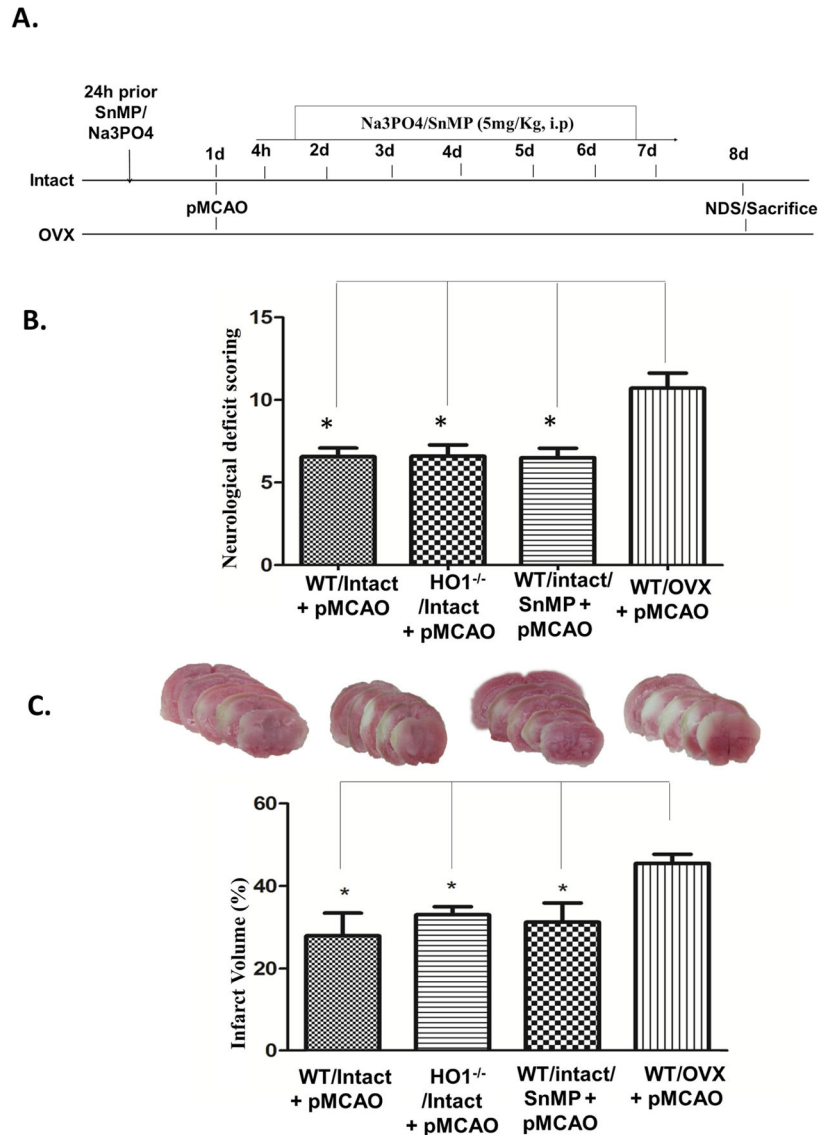 A.
24h prior
SnMP/
Na3PO4
Na3PO4/SnMP (5mg/Kg, i.p)
1d 4h 2d 3d 4d 5d 6d 7d 8d
Intact
pMCAO NDS/Sacrifice
OVX
B.
Neurological deficit scoring
15
10
5
0
* * *
WT/Intact
+ pMCAO
HO1-/-
/Intact
+ pMCAO
WT/intact/
SnMP +
pMCAO
WT/OVX
+ pMCAO
C.
Infarct Volume (%)
60
40
20
0
* * *
WT/Intact
+ pMCAO
HO1-/-
/Intact
+ pMCAO
WT/intact/
SnMP +
pMCAO
WT/OVX
+ pMCAO